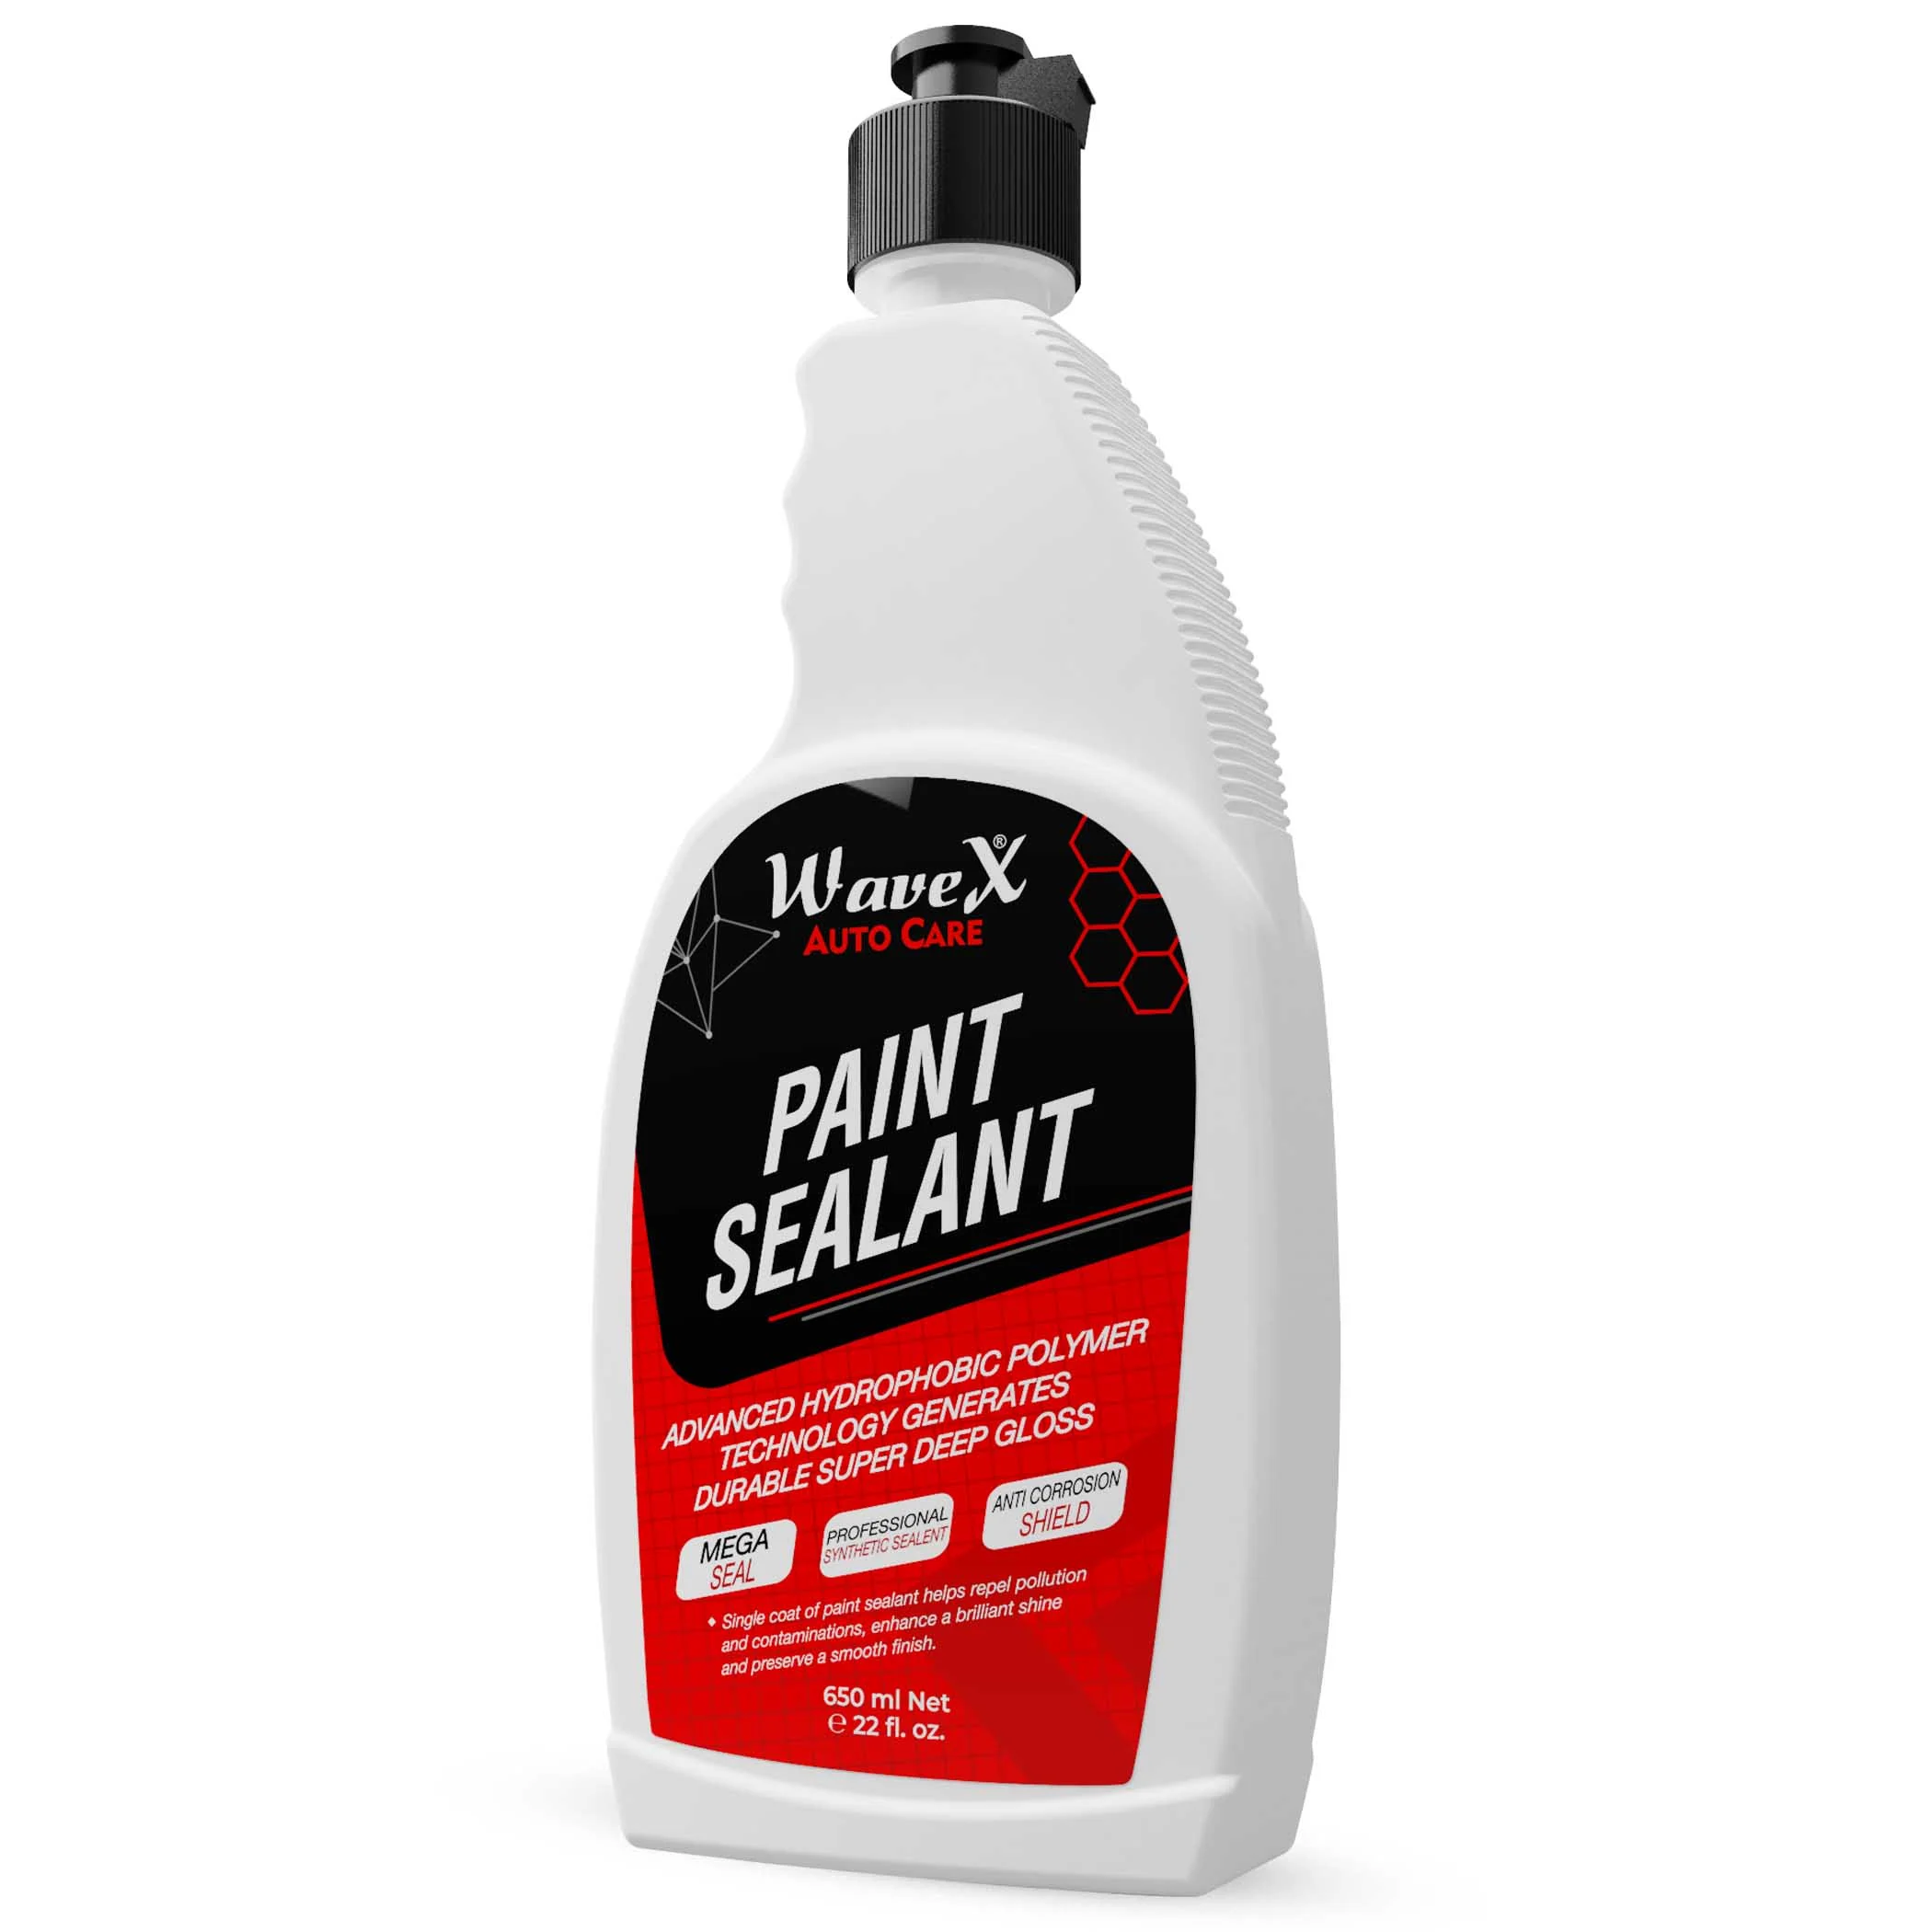 WaveX®
AUTO CARE
PAINT
SEALANT
ADVANCED HYDROPHOBIC POLYMER
TECHNOLOGY GENERATES
DURABLE SUPER DEEP GLOSS
MEGA
SEAL
PROFESSIONAL
SYNTHETIC SEALENT
ANTI CORROSION
SHIELD
♦ Single coat of paint sealant helps repel pollution
and contaminations, enhance a brilliant shine
and preserve a smooth finish.
650 ml Net
℮ 22 fl. oz.